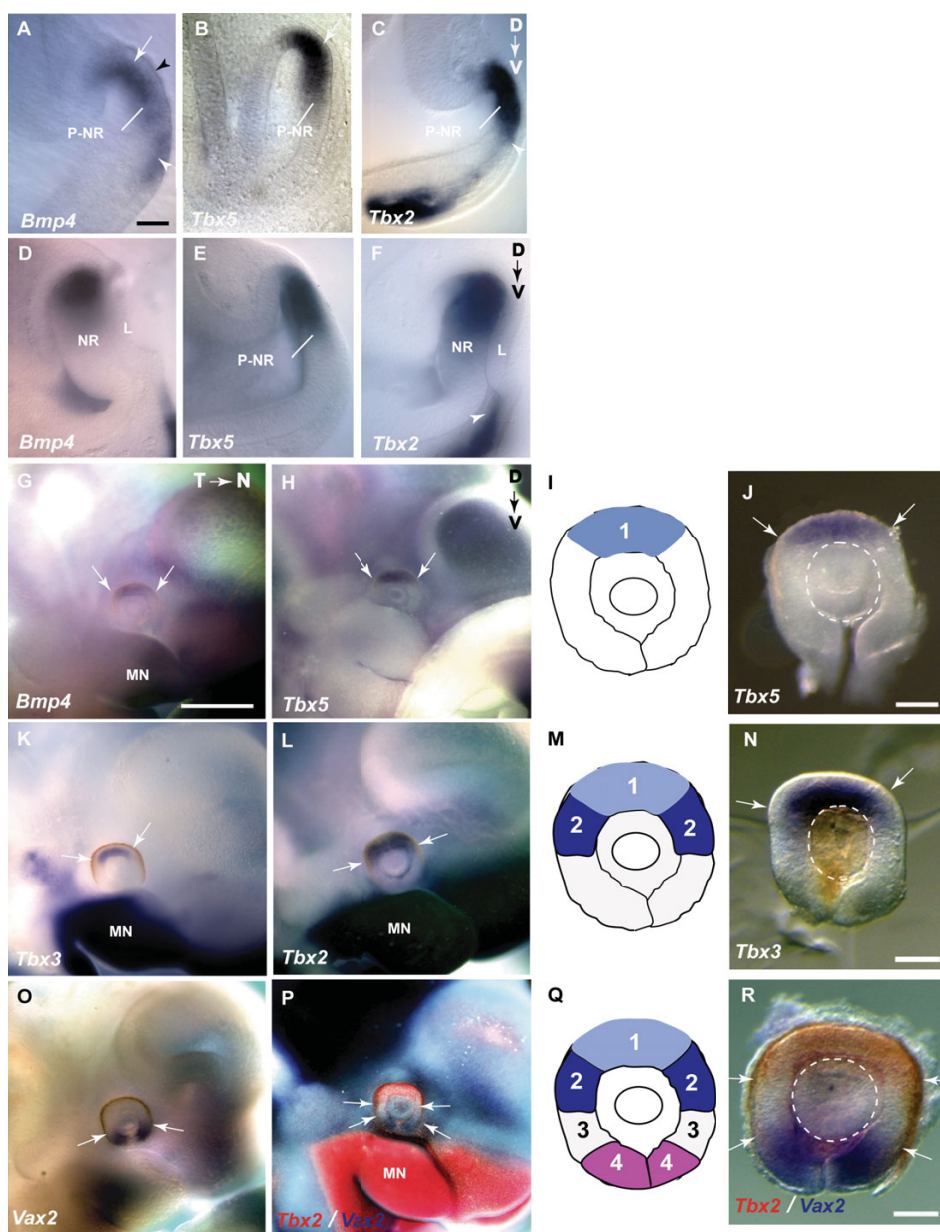 A
P-NR
Bmp4
B
P-NR
Tbx5
C
D
V
P-NR
Tbx2
D
NR
L
Bmp4
E
P-NR
Tbx5
F
D
V
NR
L
Tbx2
G
T N
MN
Bmp4
H
D
V
Tbx5
I
1
J
Tbx5
K
MN
Tbx3
L
MN
Tbx2
M
1
2 2
N
Tbx3
O
Vax2
P
MN
Tbx2 / Vax2
Q
1
2 2
3 3
4 4
R
Tbx2 / Vax2